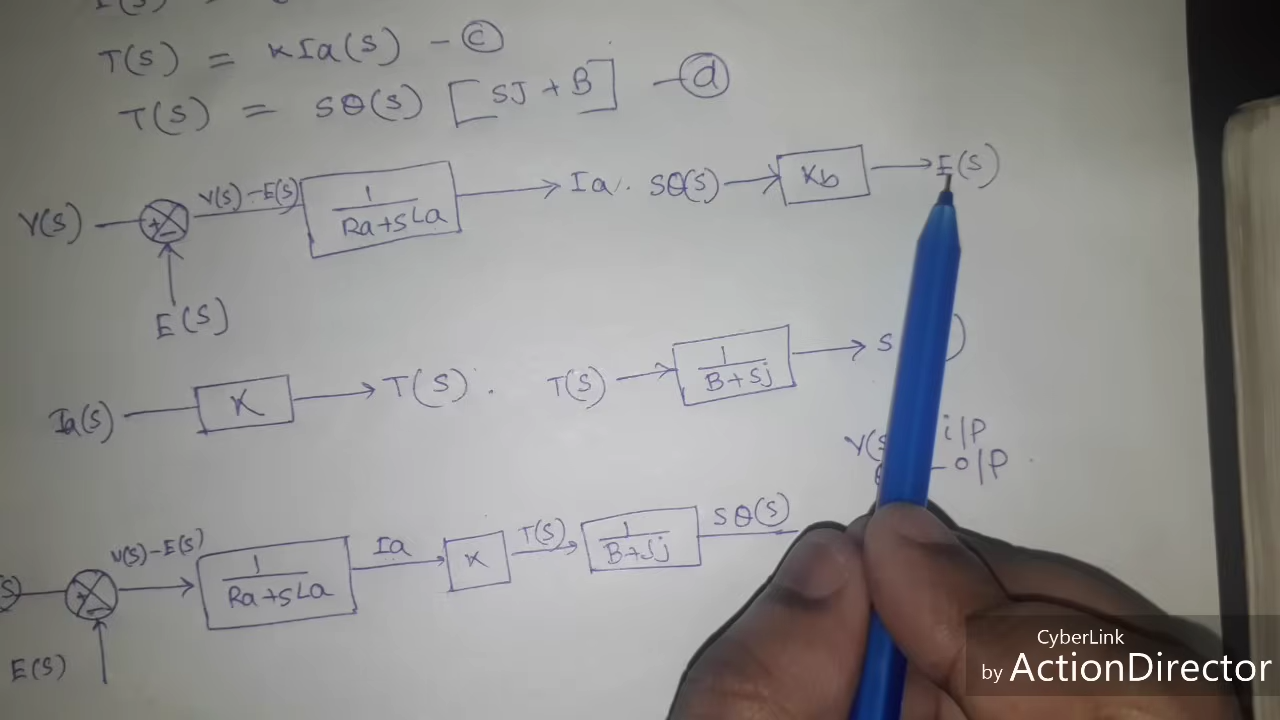 T(S) = KIa(S) - (c)
T(S) = Sθ(S) [SJ + B] - (d)
V(S) + - V(S)-E(S) 1/(Ra+SLa) Ia. Sθ(S) Kb E(S)
E(S)
Ia(S) K T(S). T(S) 1/(B+Sj) S )
V(S i/P
- o/P
S) + - V(S)-E(S) 1/(Ra+SLa) Ia K T(S) 1/(B+Sj) Sθ(S)
E(S)
CyberLink
by ActionDirector